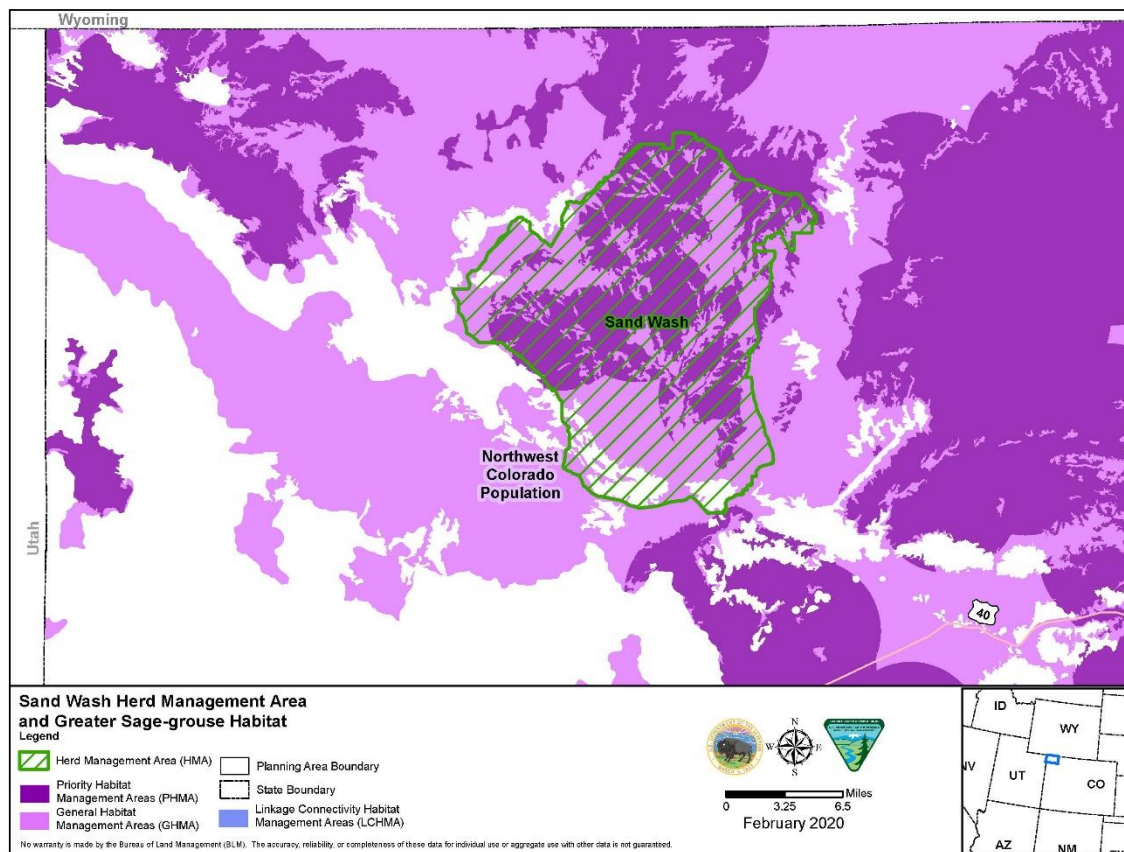 Wyoming
Utah
Sand Wash
Northwest
Colorado
Population
40
Sand Wash Herd Management Area
and Greater Sage-grouse Habitat
Legend
Herd Management Area (HMA)
Priority Habitat
Management Areas (PHMA)
General Habitat
Management Areas (GHMA)
Planning Area Boundary
State Boundary
Linkage Connectivity Habitat
Management Areas (LCHMA)
No warranty is made by the Bureau of Land Management (BLM). The accuracy, reliability, or completeness of these data for individual use or aggregate use with other data is not guaranteed.
N
W
E
S
Miles
0 3.25 6.5
February 2020
ID
WY
NV
UT
CO
AZ
NM